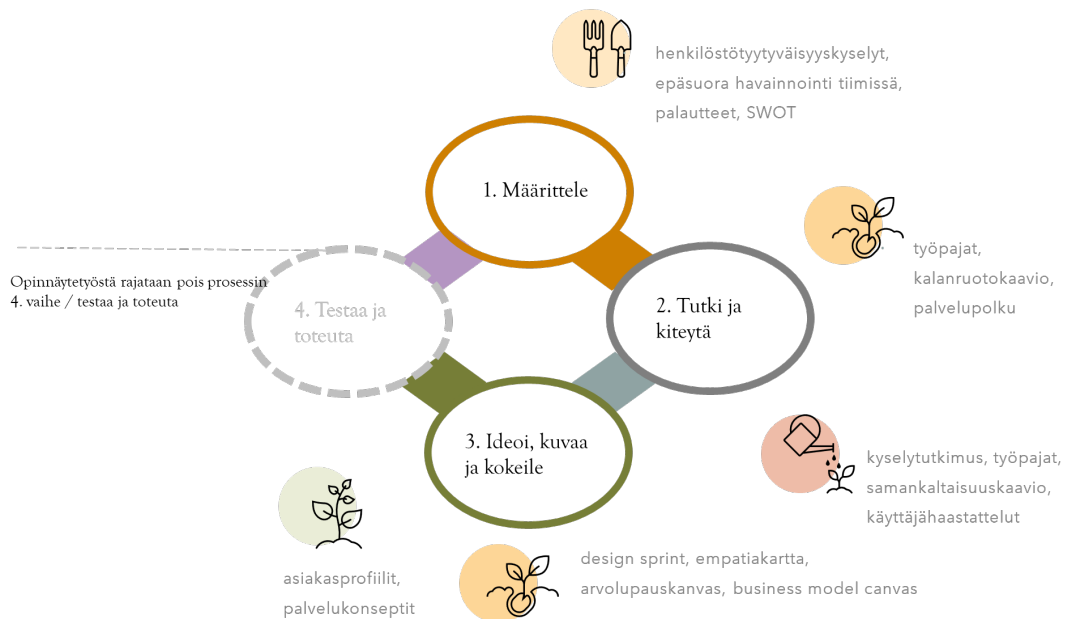 henkilöstötyytyväisyyskyselyt,
epäsuora havainnointi tiimissä,
palautteet, SWOT
1. Määrittele
työpajat,
kalanruotokaavio,
palvelupolku
Opinnäytetyöstä rajataan pois prosessin
4. vaihe / testaa ja toteuta
4. Testaa ja
toteuta
2. Tutki ja
kiteytä
3. Ideoi, kuvaa
ja kokeile
kyselytutkimus, työpajat,
samankaltaisuuskaavio,
käyttäjähaastattelut
design sprint, empatiakartta,
arvolupauskanvas, business model canvas
asiakasprofiilit,
palvelukonseptit